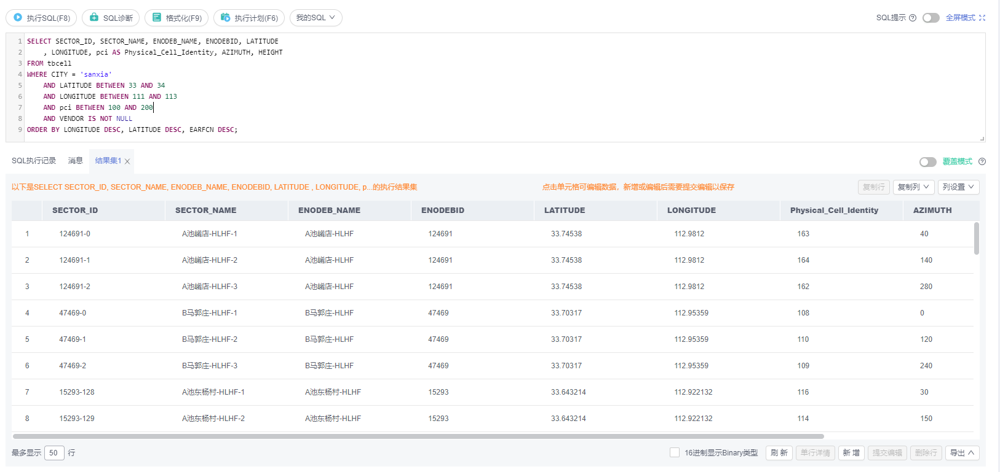 执行SQL(F8) SQL诊断 格式化(F9) 执行计划(F6) 我的SQL SQL提示 全屏模式
1 SELECT SECTOR_ID, SECTOR_NAME, ENODEB_NAME, ENODEBID, LATITUDE
2 , LONGITUDE, pci AS Physical_Cell_Identity, AZIMUTH, HEIGHT
3 FROM tbcell
4 WHERE CITY = 'sanxia'
5 AND LATITUDE BETWEEN 33 AND 34
6 AND LONGITUDE BETWEEN 111 AND 113
7 AND pci BETWEEN 100 AND 200
8 AND VENDOR IS NOT NULL
9 ORDER BY LONGITUDE DESC, LATITUDE DESC, EARFCN DESC;
SQL执行记录 消息 结果集1 覆盖模式
以下是SELECT SECTOR_ID, SECTOR_NAME, ENODEB_NAME, ENODEBID, LATITUDE , LONGITUDE, p...的执行结果集 点击单元格可编辑数据，新增或编辑后需要提交编辑以保存 复制行 复制列 列设置
SECTOR_ID SECTOR_NAME ENODEB_NAME ENODEBID LATITUDE LONGITUDE Physical_Cell_Identity AZIMUTH
1 124691-0 A池崤店-HLHF-1 A池崤店-HLHF 124691 33.74538 112.9812 163 40
2 124691-1 A池崤店-HLHF-2 A池崤店-HLHF 124691 33.74538 112.9812 164 140
3 124691-2 A池崤店-HLHF-3 A池崤店-HLHF 124691 33.74538 112.9812 162 280
4 47469-0 B马郭庄-HLHF-1 B马郭庄-HLHF 47469 33.70317 112.95359 108 0
5 47469-1 B马郭庄-HLHF-2 B马郭庄-HLHF 47469 33.70317 112.95359 110 120
6 47469-2 B马郭庄-HLHF-3 B马郭庄-HLHF 47469 33.70317 112.95359 109 240
7 15293-128 A池东杨村-HLHF-1 A池东杨村-HLHF 15293 33.643214 112.922132 116 30
8 15293-129 A池东杨村-HLHF-2 A池东杨村-HLHF 15293 33.643214 112.922132 114 150
最多显示 50 行 16进制显示Binary类型 刷 新 单行详情 新 增 提交编辑 删除行 导出